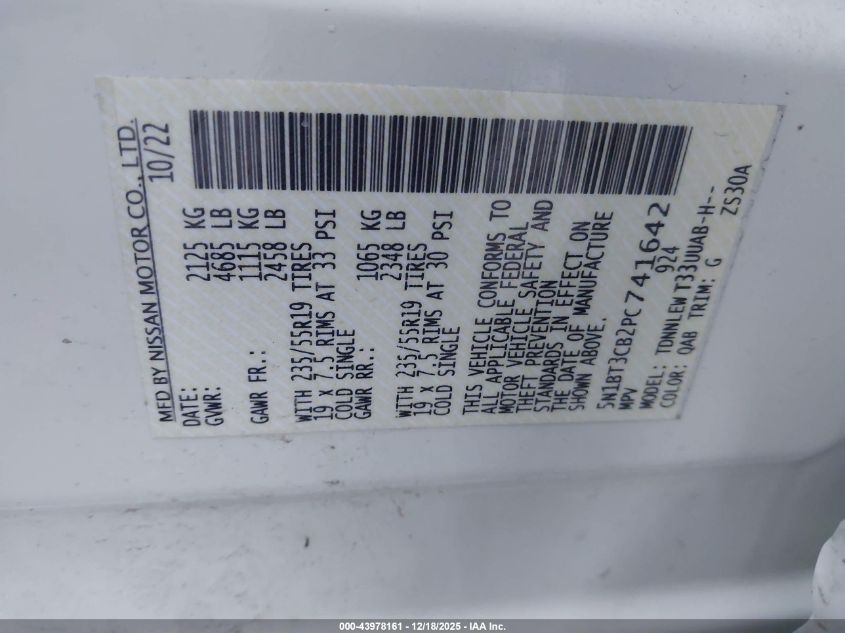 MFD BY NISSAN MOTOR CO., LTD.
DATE: 10/22
GVWR: 2125 KG
4685 LB
GAWR FR.: 1115 KG
2458 LB
WITH 235/55R19 TIRES
19 X 7.5 RIMS AT 33 PSI
COLD SINGLE
GAWR RR.: 1065 KG
2348 LB
WITH 235/55R19 TIRES
19 X 7.5 RIMS AT 30 PSI
COLD SINGLE
THIS VEHICLE CONFORMS TO
ALL APPLICABLE FEDERAL
MOTOR VEHICLE SAFETY AND
THEFT PREVENTION
STANDARDS IN EFFECT ON
THE DATE OF MANUFACTURE
SHOWN ABOVE.
5N1BT3CB2PC741642
MPV 924
MODEL: TDNNLEW T33UUAB-H--
COLOR: QAB TRIM: G ZS30A
000-43978161 - 12/18/2025 - IAA Inc.